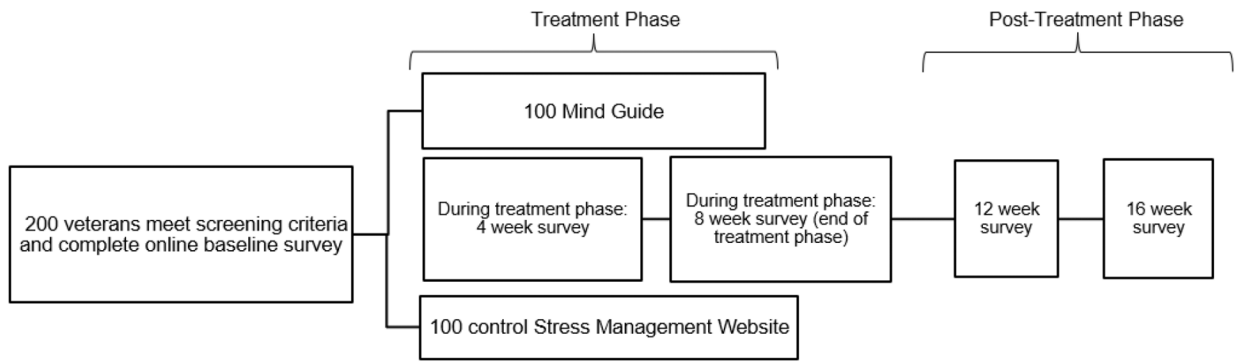 Treatment Phase
Post-Treatment Phase
100 Mind Guide
200 veterans meet screening criteria
and complete online baseline survey
During treatment phase:
4 week survey
During treatment phase:
8 week survey (end of
treatment phase)
12 week
survey
16 week
survey
100 control Stress Management Website